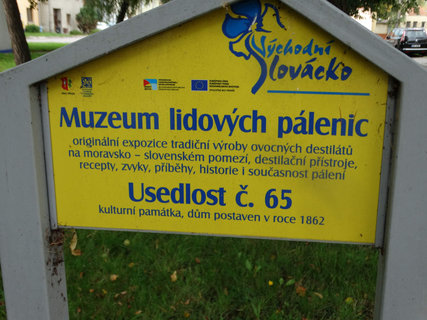 Východní
Slovácko
Muzeum lidových pálenic
originální expozice tradiční výroby ovocných destilátů
na moravsko – slovenském pomezí, destilační přístroje,
recepty, zvyky, příběhy, historie i současnost pálení
Usedlost č. 65
kulturní památka, dům postaven v roce 1862